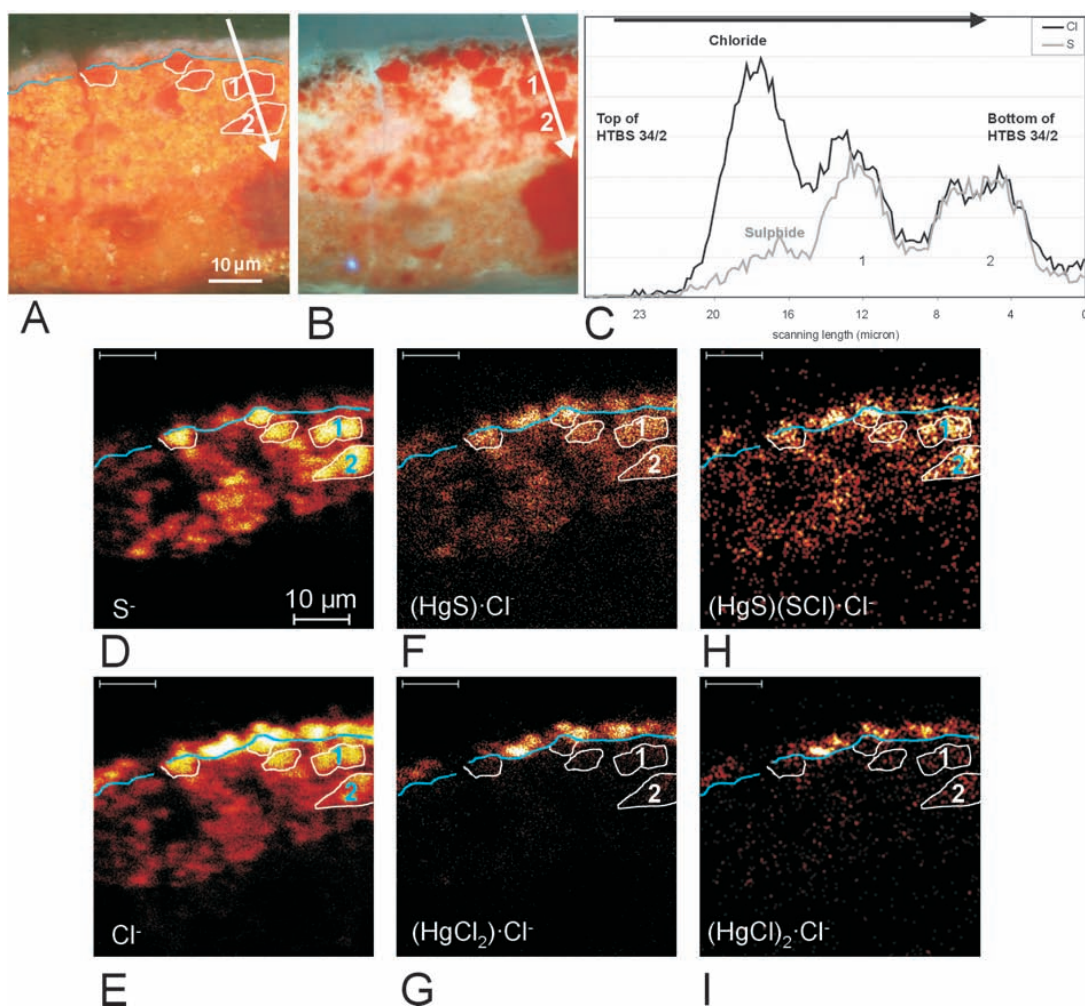 1
2
10 μm
A
1
2
B
Cl
S
Chloride
Top of
HTBS 34/2
Bottom of
HTBS 34/2
Sulphide
1
2
23
20
16
12
8
4
0
scanning length (micron)
C
1
2
S-
10 μm
D
1
2
(HgS)·Cl-
F
1
2
(HgS)(SCl)·Cl-
H
1
2
Cl-
E
1
2
(HgCl₂)·Cl-
G
1
2
(HgCl)₂·Cl-
I